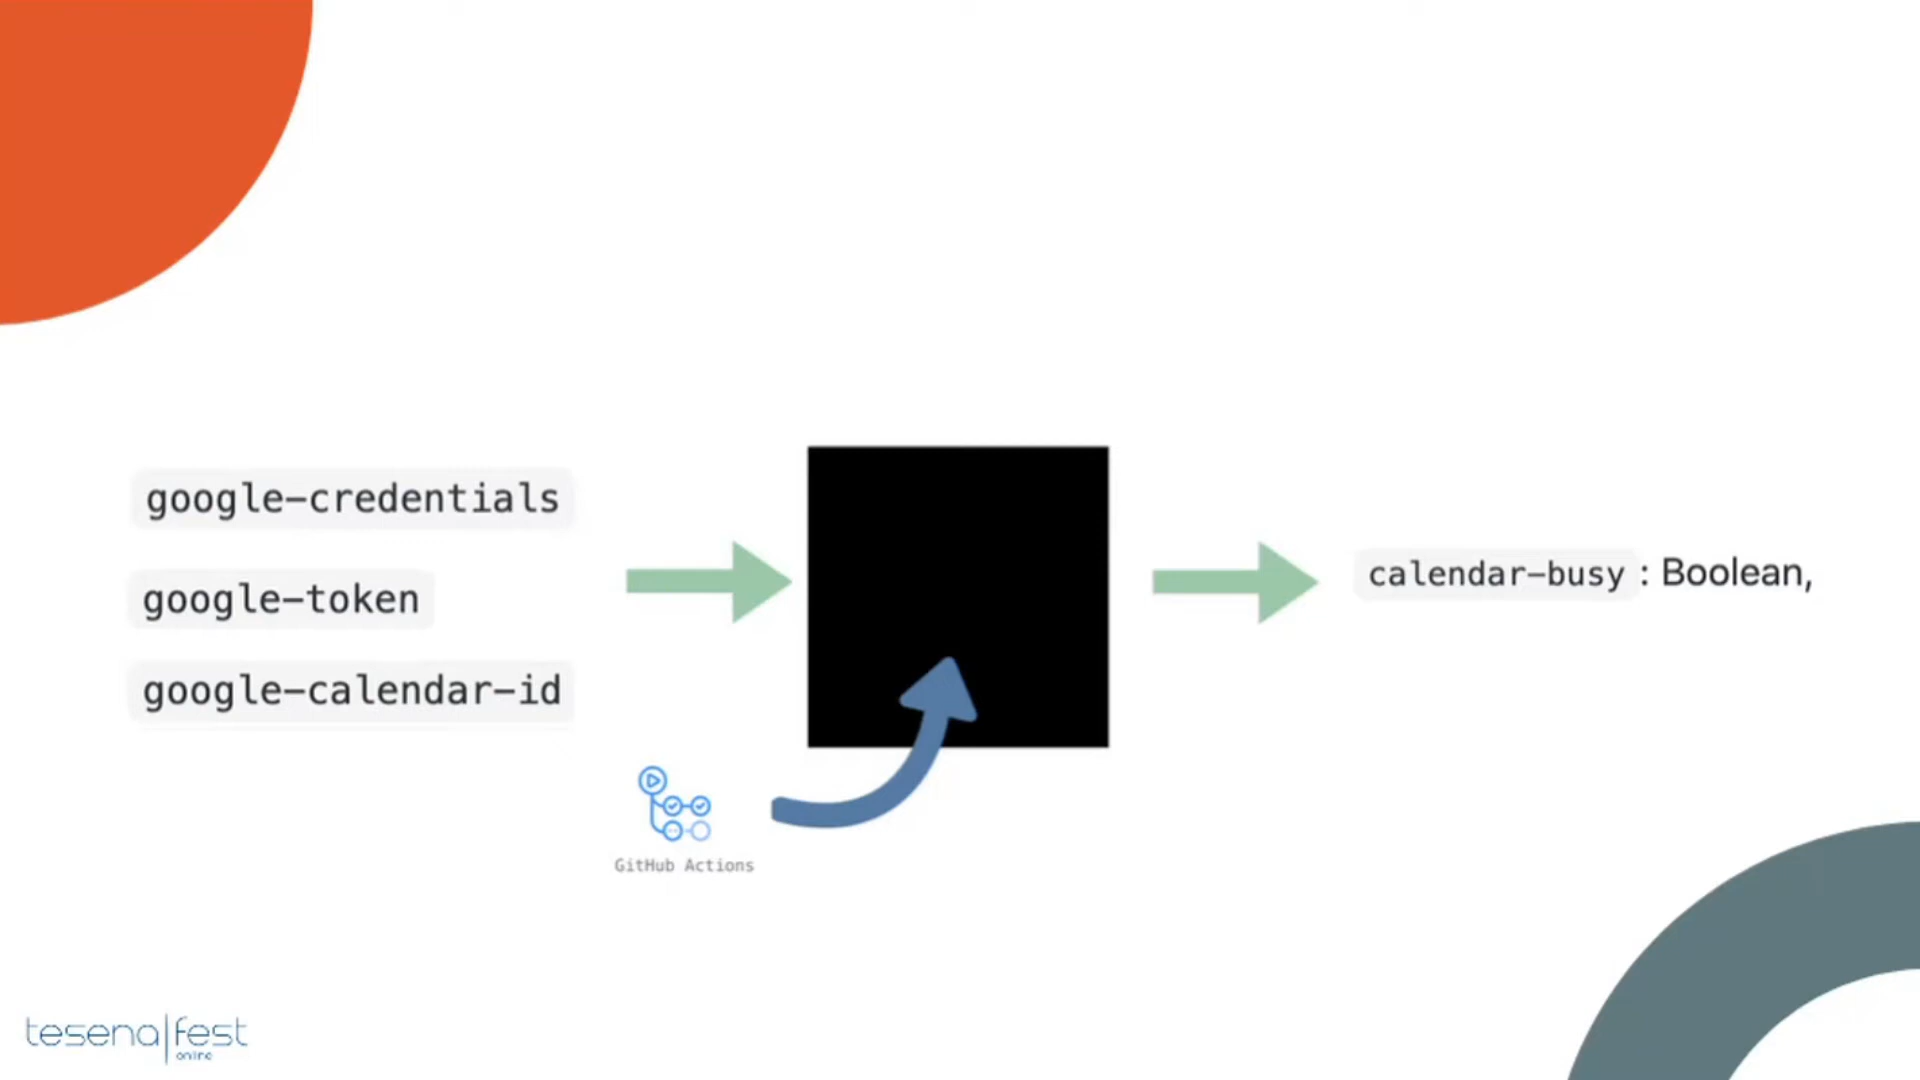 google-credentials
google-token
google-calendar-id
calendar-busy : Boolean,
GitHub Actions
tesena|fest
online